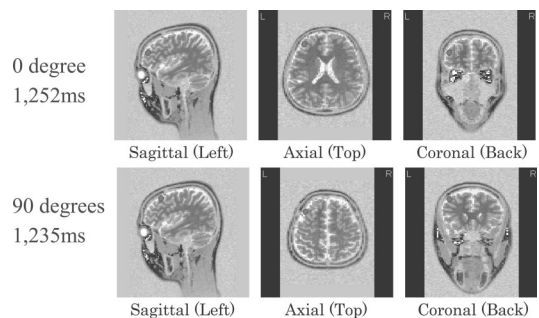 0 degree
1,252ms
L R
L R
Sagittal (Left) Axial (Top) Coronal (Back)
90 degrees
1,235ms
L R
L R
Sagittal (Left) Axial (Top) Coronal (Back)